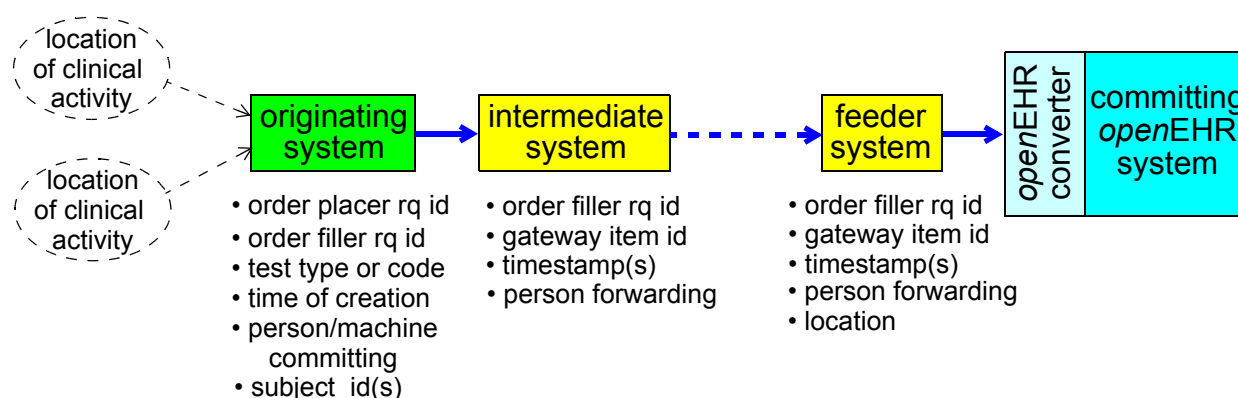 location
of clinical
activity
location
of clinical
activity
originating
system
• order placer rq id
• order filler rq id
• test type or code
• time of creation
• person/machine
committing
• subject_id(s)
intermediate
system
• order filler rq id
• gateway item id
• timestamp(s)
• person forwarding
feeder
system
• order filler rq id
• gateway item id
• timestamp(s)
• person forwarding
• location
openEHR
converter
committing
openEHR
system